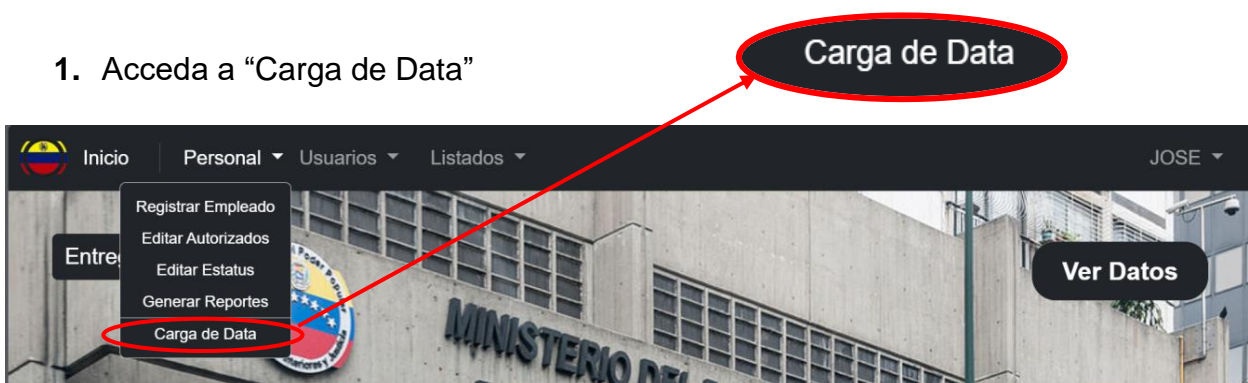 Carga de Data
1. Acceda a “Carga de Data”
Inicio Personal Usuarios Listados JOSE
Registrar Empleado
Editar Autorizados
Editar Estatus
Generar Reportes
Carga de Data
Ver Datos
MINISTERIO DEL